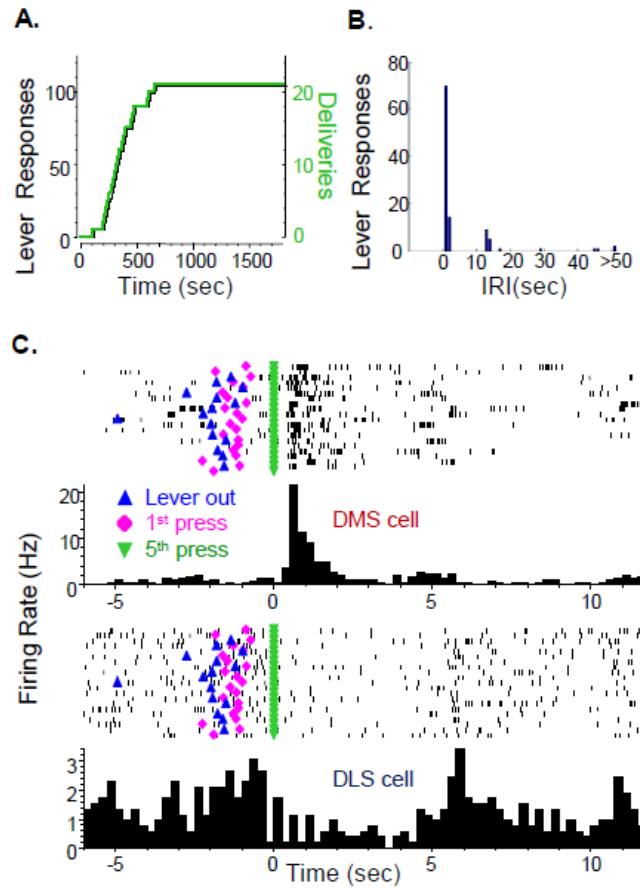 A.
B.
Lever Responses
100
50
0
20
10
0
Deliveries
0 500 1000 1500
Time (sec)
Lever Responses
80
60
40
20
0
0 10 20 30 40 >50
IRI(sec)
C.
Lever out
1st press
5th press
DMS cell
20
10
0
-5 0 5 10
Firing Rate (Hz)
DLS cell
3
2
1
0
-5 0 5 10
Time (sec)